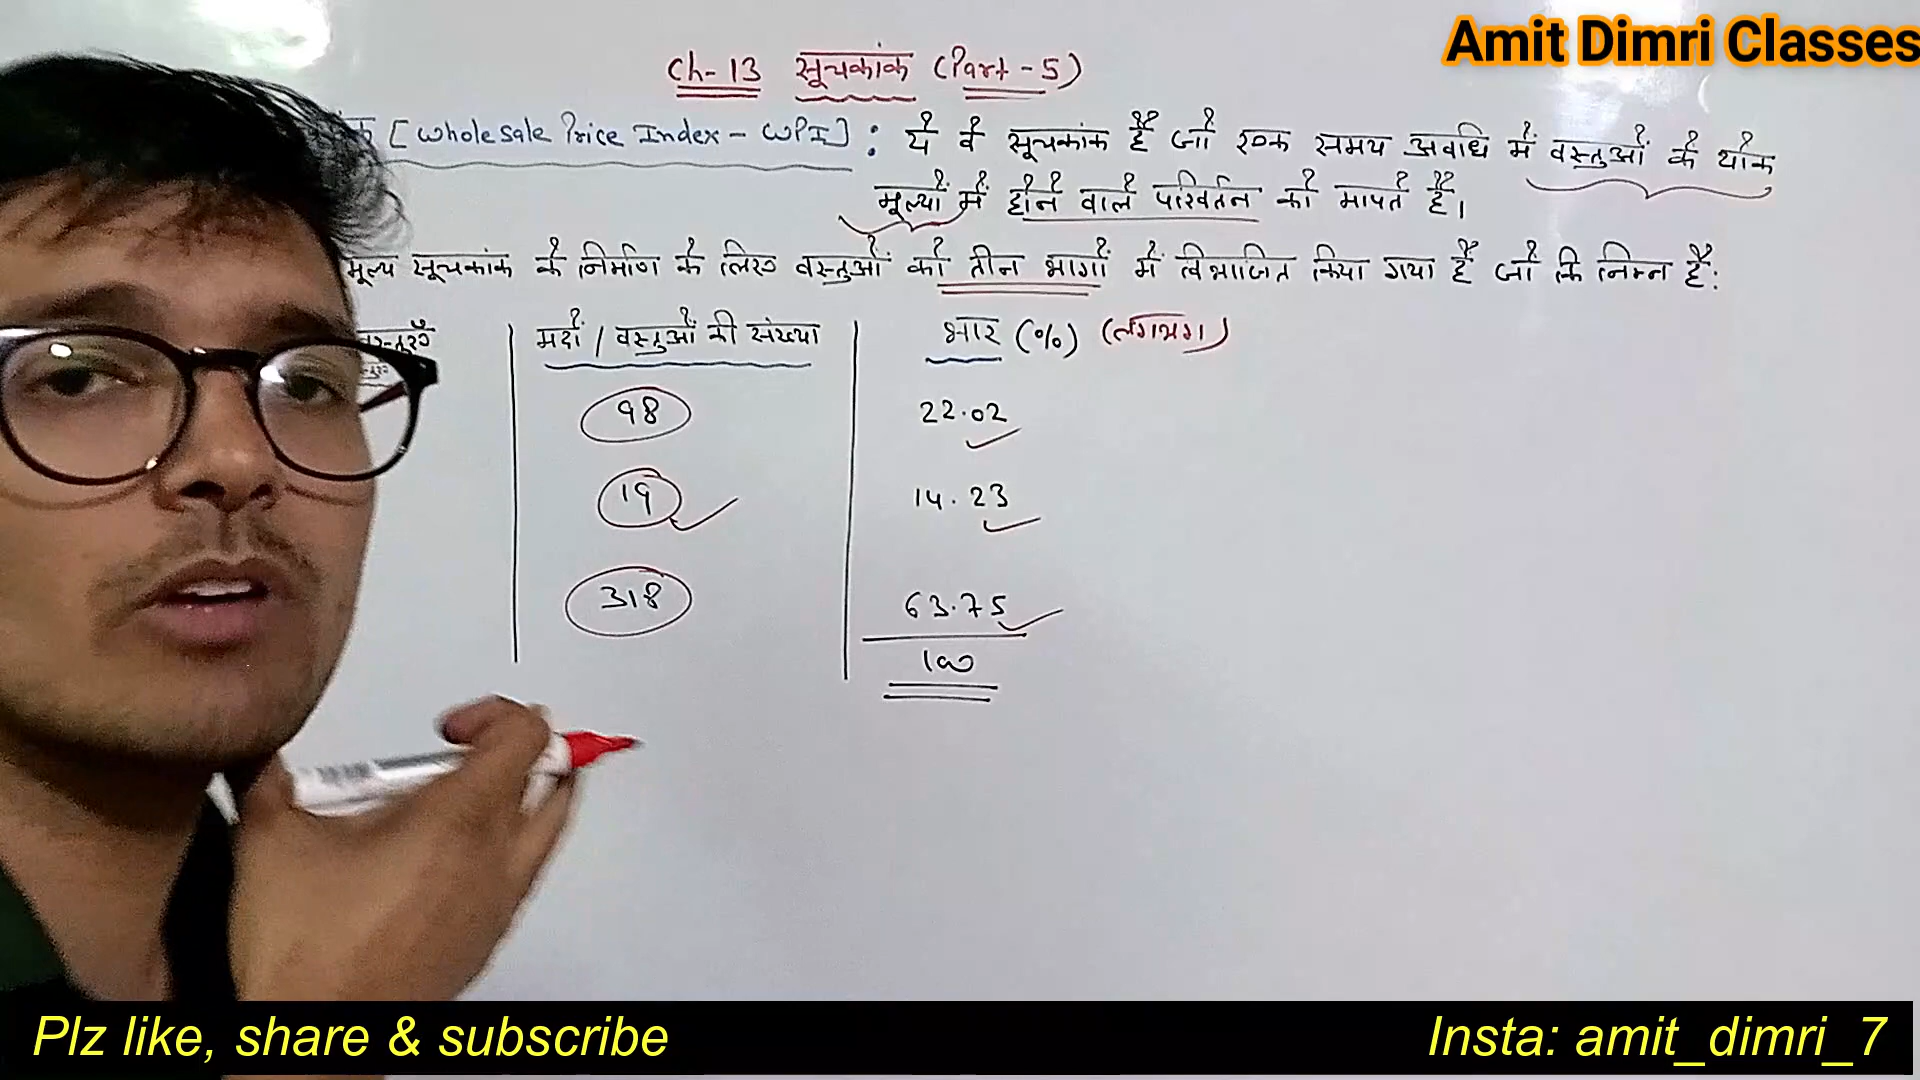 Amit Dimri Classes
Ch-13 सूचकांक (Part-5)
[Wholesale Price Index - WPI] : ये वे सूचकांक हैं जो एक समय अवधि में वस्तुओं के थोक
मूल्यों में होने वाले परिवर्तन को मापते हैं।
मूल्य सूचकांक के निर्माण के लिए वस्तुओं को तीन भागों में विभाजित किया गया है जो कि निम्न हैं:
मदों / वस्तुओं की संख्या भार (%) (लगभग)
98 22.02
19 14.23
318 63.75
100
Plz like, share & subscribe Insta: amit_dimri_7